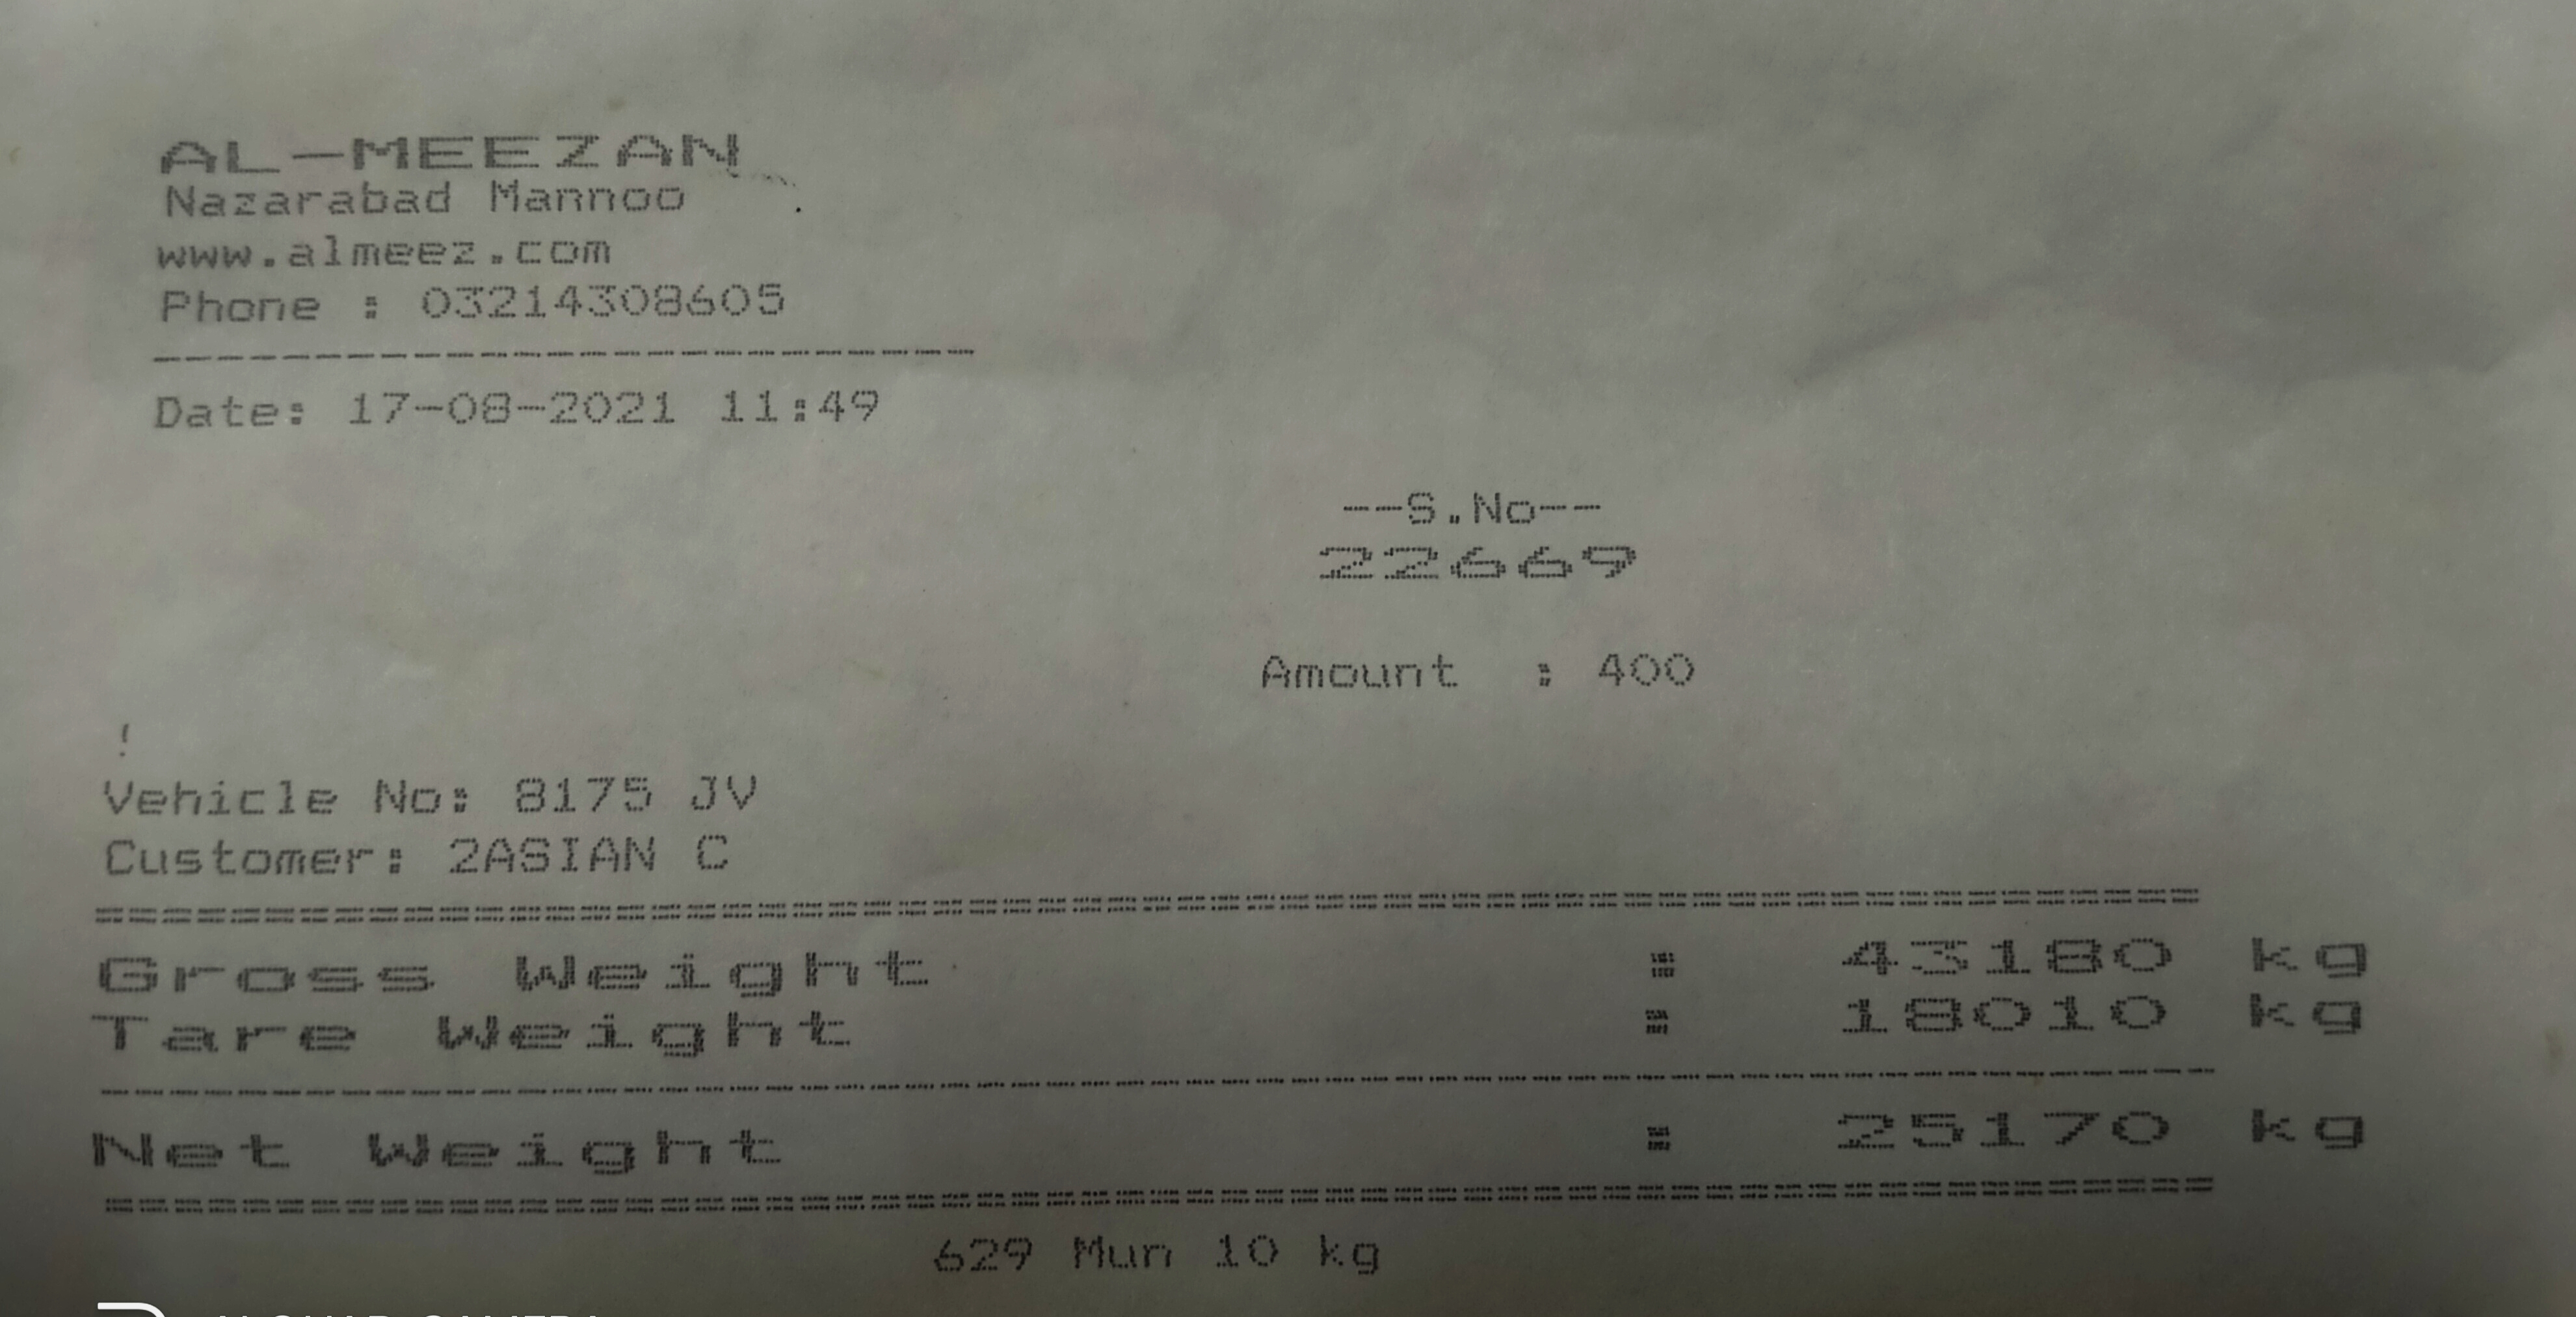 AL-MEEZAN
Nazarabad Mannoo
www.almeez.com
Phone : 03214308605
-------------------------
Date: 17-08-2021 11:49
--S.No--
22669
Amount : 400
!
Vehicle No: 8175 JV
Customer: 2ASIAN C
==============================================================
Gross Weight : 43180 kg
Tare Weight : 18010 kg
--------------------------------------------------------------
Net Weight : 25170 kg
==============================================================
629 Mun 10 kg